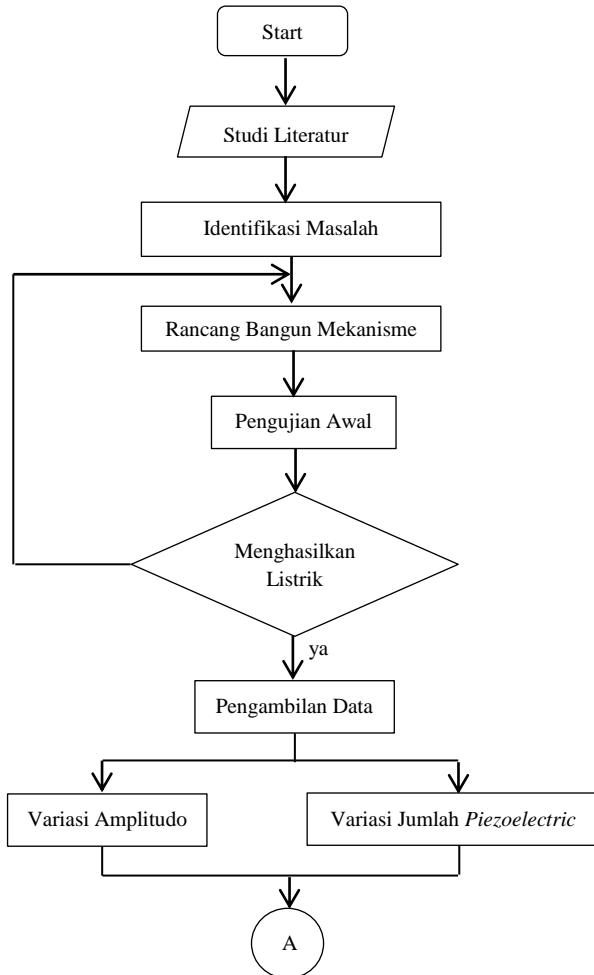 Start
Studi Literatur
Identifikasi Masalah
Rancang Bangun Mekanisme
Pengujian Awal
Menghasilkan
Listrik
ya
Pengambilan Data
Variasi Amplitudo
Variasi Jumlah Piezoelectric
A